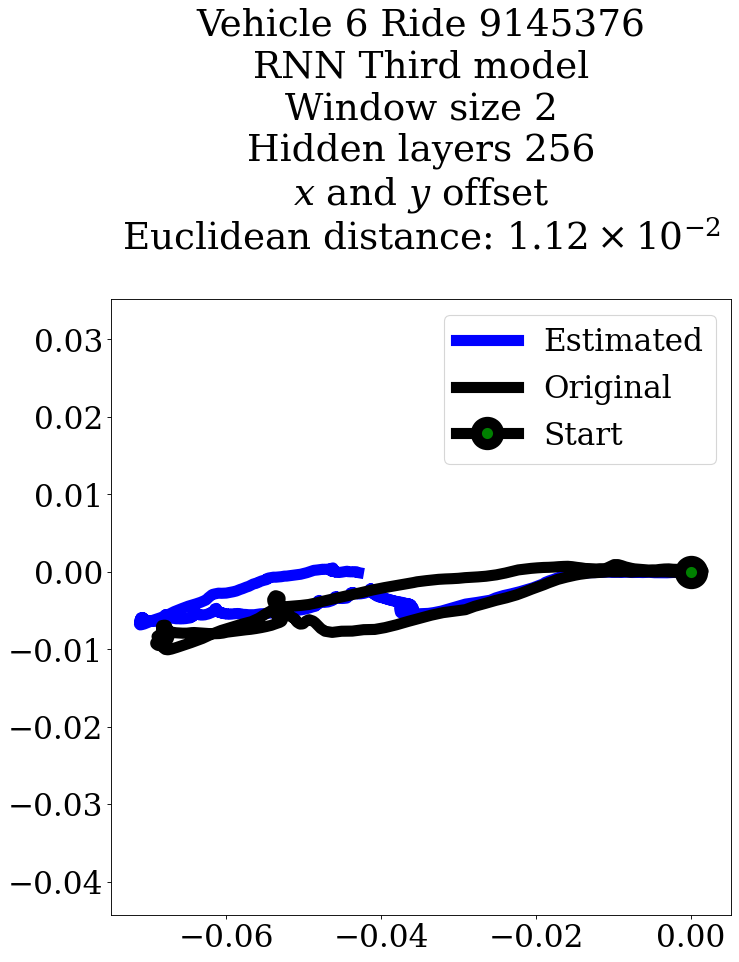 Vehicle 6 Ride 9145376
RNN Third model
Window size 2
Hidden layers 256
x and y offset
Euclidean distance: 1.12 × 10⁻²
Estimated
Original
Start
0.03
0.02
0.01
0.00
−0.01
−0.02
−0.03
−0.04
−0.06
−0.04
−0.02
0.00